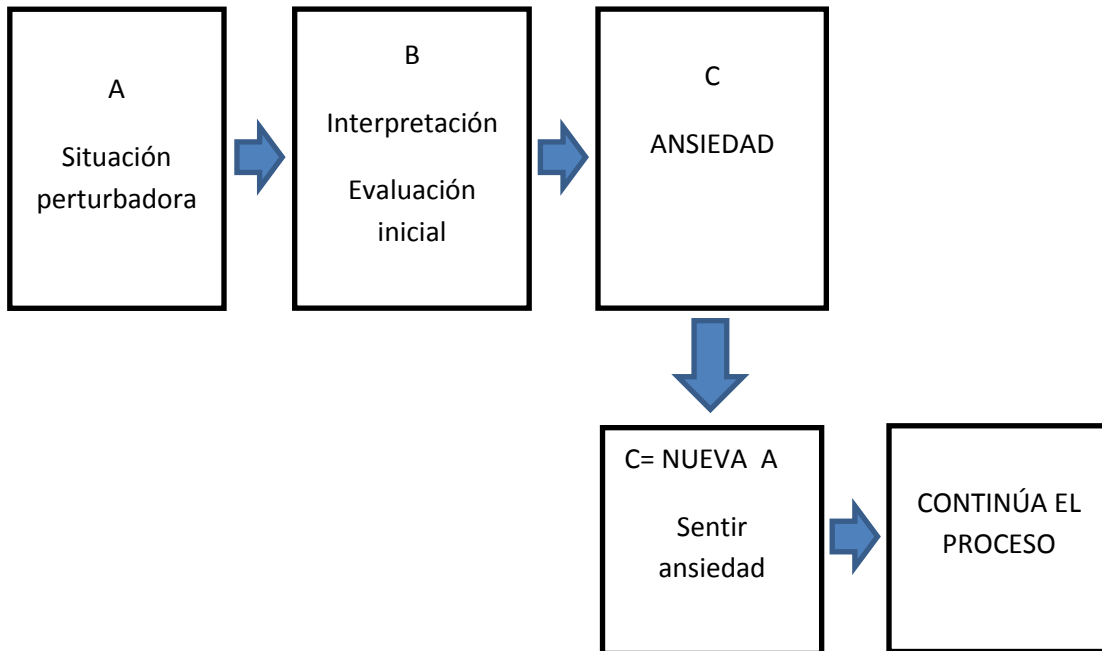 A
Situación
perturbadora
B
Interpretación
Evaluación
inicial
C
ANSIEDAD
C= NUEVA A
Sentir
ansiedad
CONTINÚA EL
PROCESO